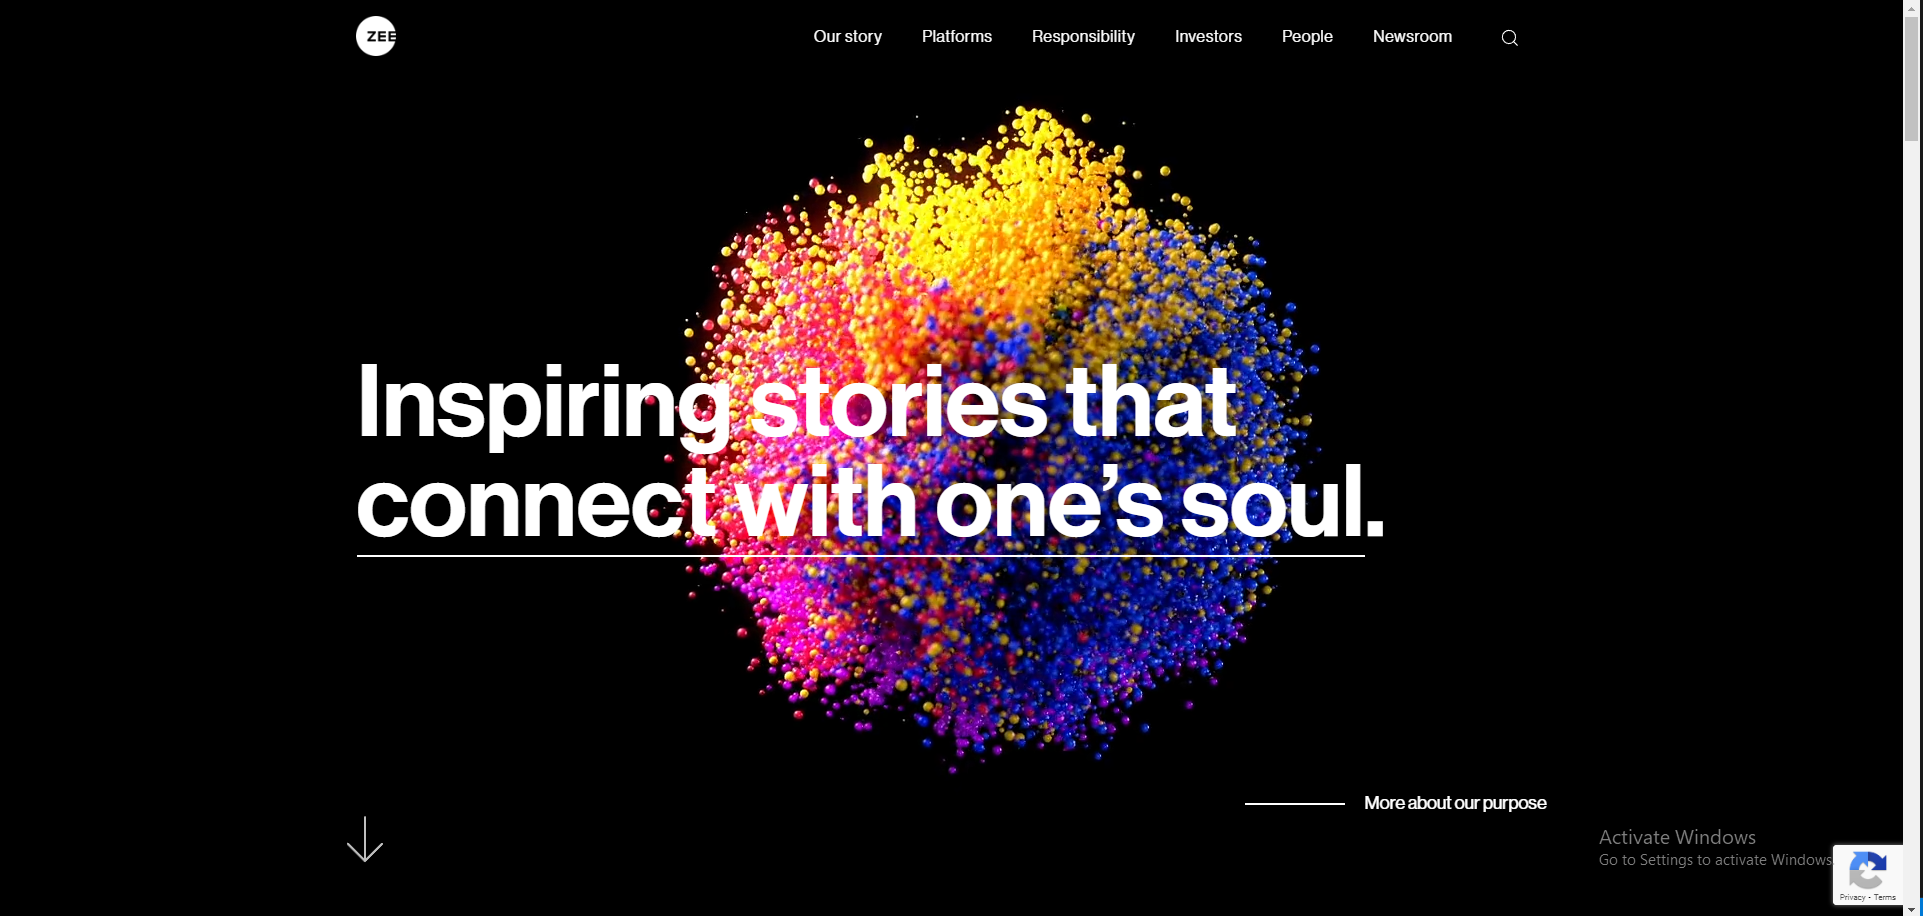 ZEE
Our story Platforms Responsibility Investors People Newsroom
Inspiring stories that
connect with one’s soul.
More about our purpose
Activate Windows
Go to Settings to activate Windows.
Privacy • Terms